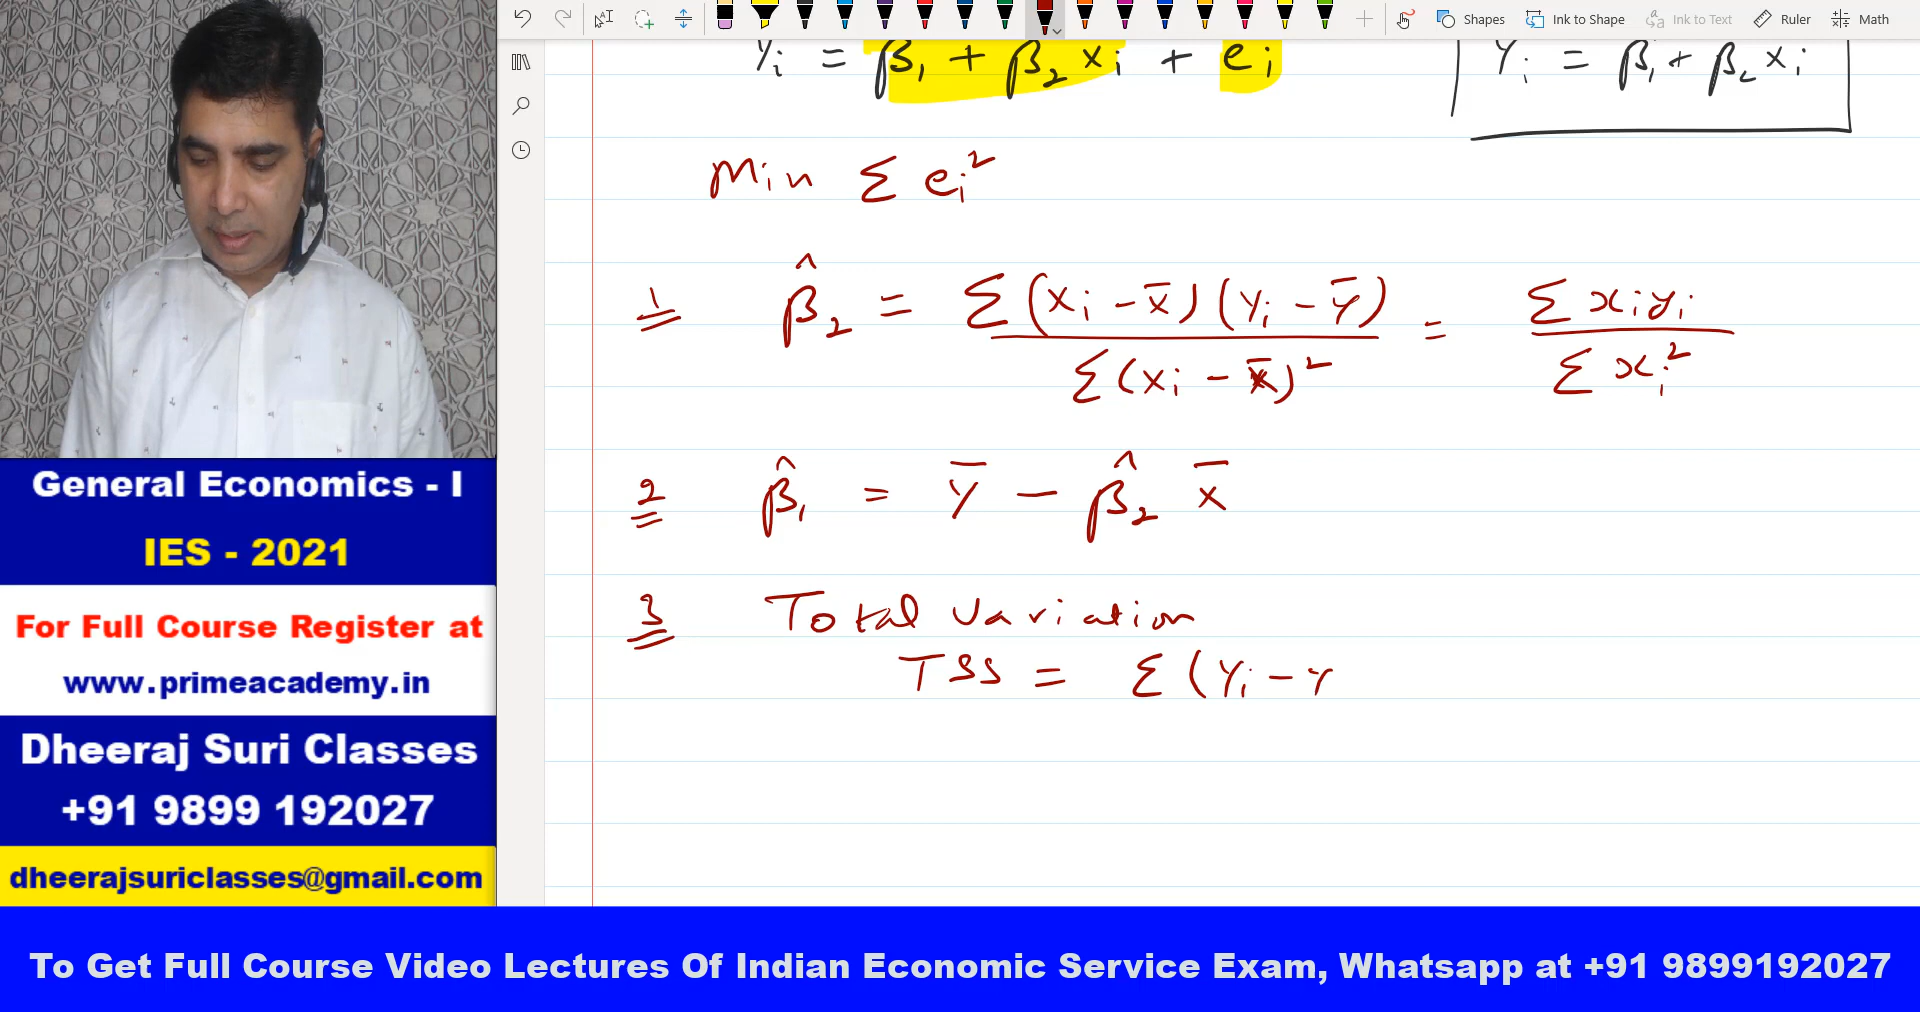 Shapes Ink to Shape Ink to Text Ruler Math
Yi = β1 + β2 Xi + ei
Yi = β1 + β2 Xi
Min Σ ei²
1 β̂2 = Σ (Xi - X̄) (Yi - Ȳ) / Σ (Xi - X̄)² = Σ xi yi / Σ xi²
2 β̂1 = Ȳ - β̂2 X̄
3 Total Variation
TSS = Σ (Yi - Y
General Economics - I
IES - 2021
For Full Course Register at
www.primeacademy.in
Dheeraj Suri Classes
+91 9899 192027
dheerajsuriclasses@gmail.com
To Get Full Course Video Lectures Of Indian Economic Service Exam, Whatsapp at +91 9899192027